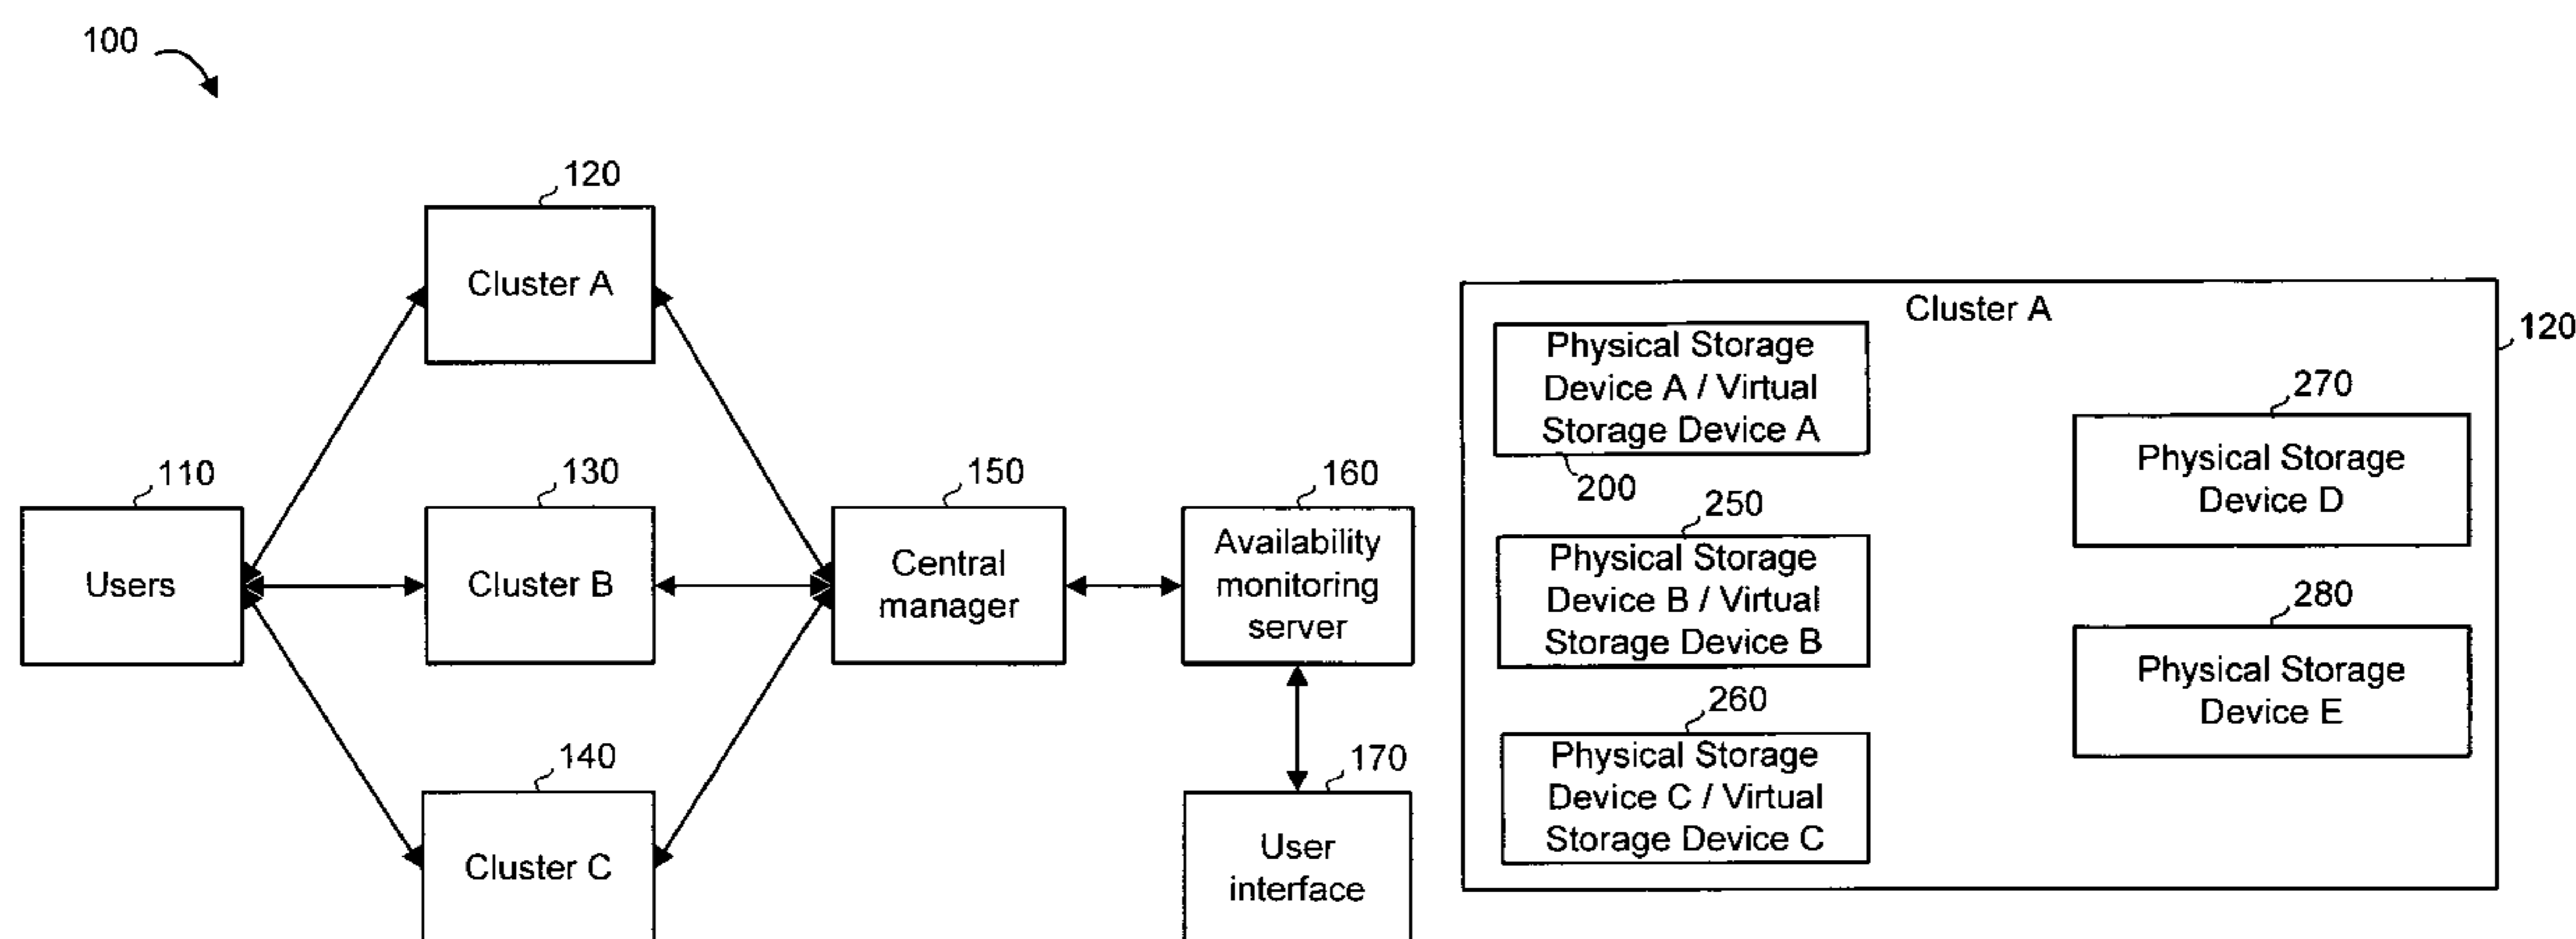 100
120
Cluster A
110
Users
130
Cluster B
150
Central
manager
160
Availability
monitoring
server
140
Cluster C
170
User
interface
Cluster A
120
Physical Storage
Device A / Virtual
Storage Device A
200
250
Physical Storage
Device B / Virtual
Storage Device B
260
Physical Storage
Device C / Virtual
Storage Device C
270
Physical Storage
Device D
280
Physical Storage
Device E